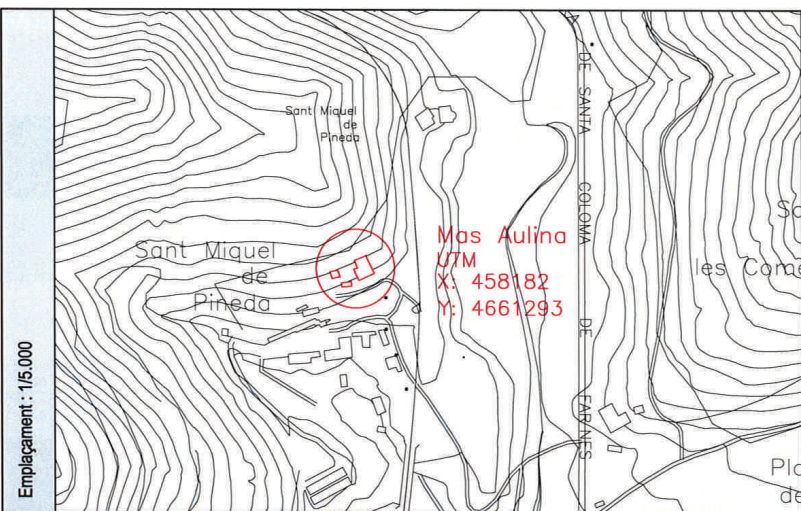 Emplaçament : 1/5.000
Sant Miquel
de
Pineda
Sant Miquel
de
Pineda
Mas Aulina
UTM
X: 458182
Y: 4661293
A DE SANTA COLOMA DE FARNES
les Come
Pla
de